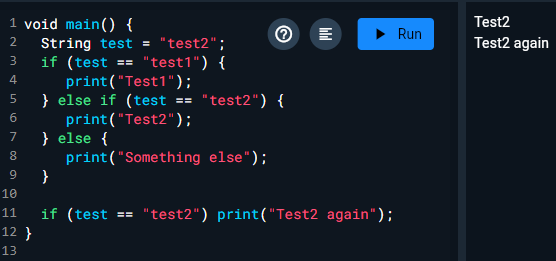 1 void main() {
2   String test = "test2";
3   if (test == "test1") {
4      print("Test1");
5   } else if (test == "test2") {
6      print("Test2");
7   } else {
8      print("Something else");
9   }
10
11   if (test == "test2") print("Test2 again");
12 }
13
?
Run
Test2
Test2 again